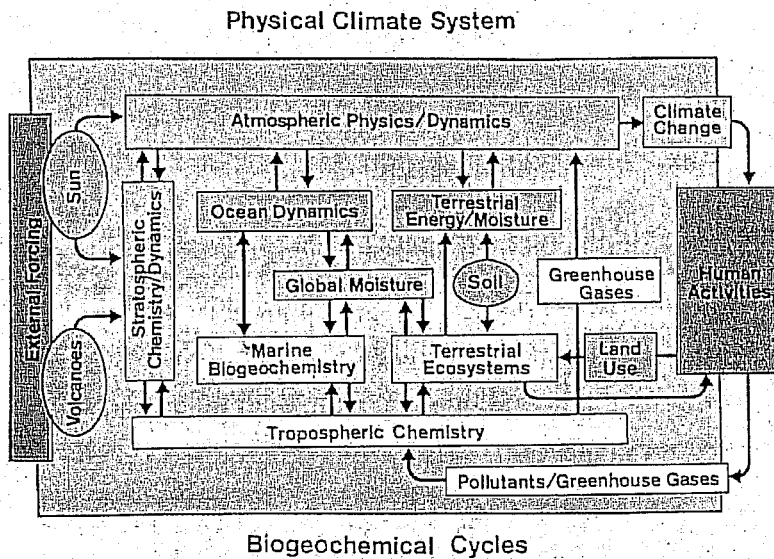 Physical Climate System
Atmospheric Physics/Dynamics
Climate
Change
External Forcing
Sun
Stratospheric
Chemistry/Dynamics
Ocean Dynamics
Terrestrial
Energy/Moisture
Global Moisture
Soil
Greenhouse
Gases
Human
Activities
Volcanoes
Marine
Biogeochemistry
Terrestrial
Ecosystems
Land
Use
Tropospheric Chemistry
Pollutants/Greenhouse Gases
Biogeochemical Cycles